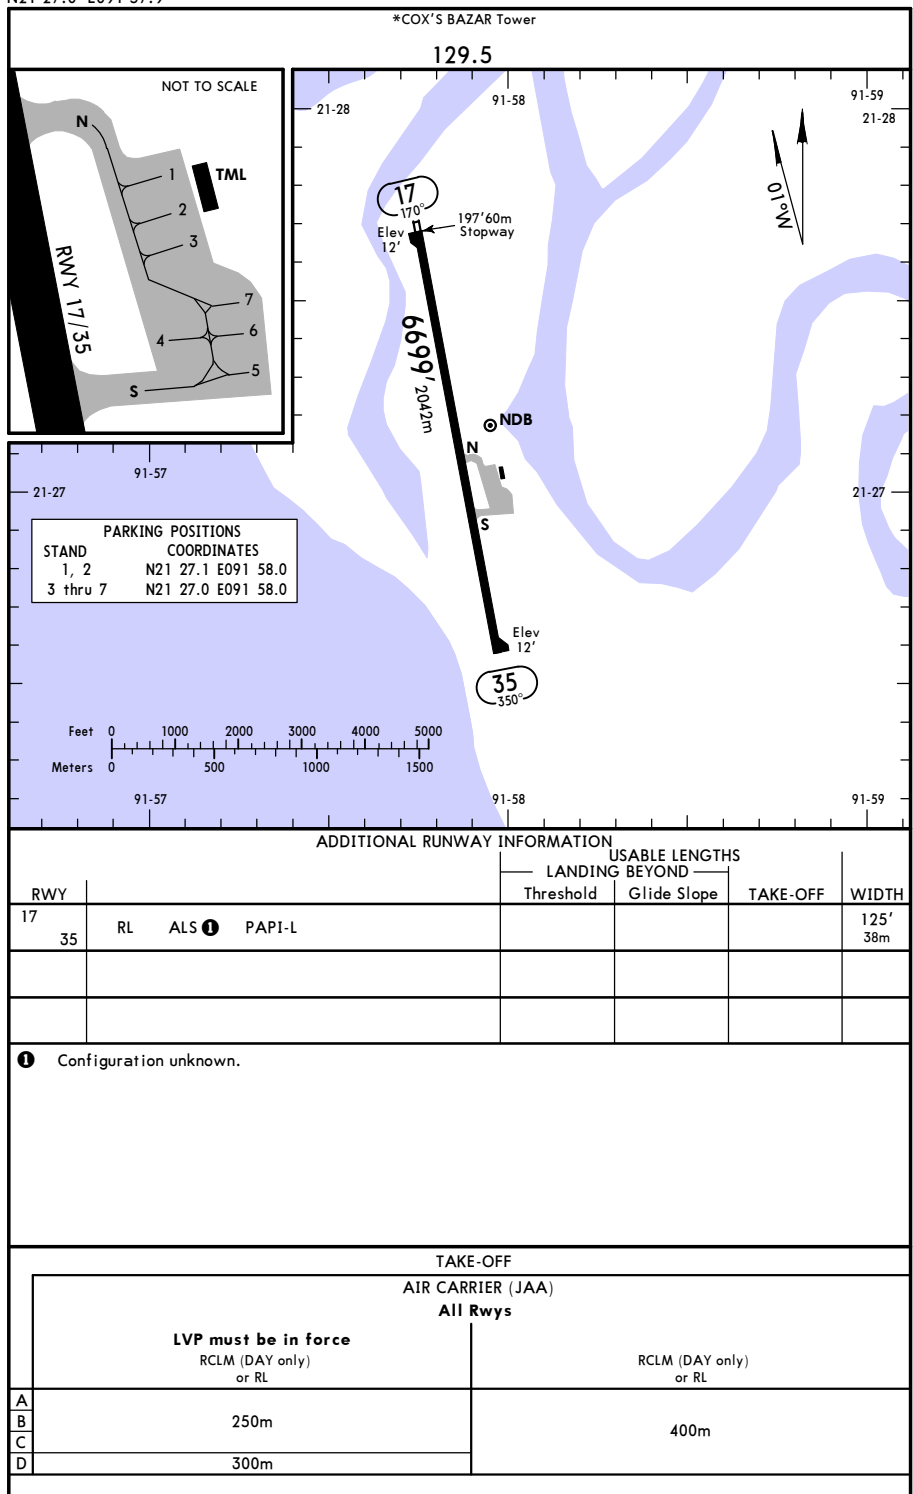 *COX'S BAZAR Tower
129.5
NOT TO SCALE
N
1
TML
2
3
RWY 17/35
7
4
6
5
S
21-28
91-58
91-59
21-28
01°W
17
170°
Elev
12'
197'60m
Stopway
6699'
2042m
NDB
N
S
91-57
21-27
21-27
PARKING POSITIONS
STAND COORDINATES
1, 2 N21 27.1 E091 58.0
3 thru 7 N21 27.0 E091 58.0
Elev
12'
35
350°
Feet 0 1000 2000 3000 4000 5000
Meters 0 500 1000 1500
91-57 91-58 91-59
ADDITIONAL RUNWAY INFORMATION
USABLE LENGTHS
LANDING BEYOND
RWY Threshold Glide Slope TAKE-OFF WIDTH
17 125'
35 RL ALS 1 PAPI-L 38m
1 Configuration unknown.
TAKE-OFF
AIR CARRIER (JAA)
All Rwys
LVP must be in force
RCLM (DAY only) RCLM (DAY only)
or RL or RL
A
B 250m
C 400m
D 300m